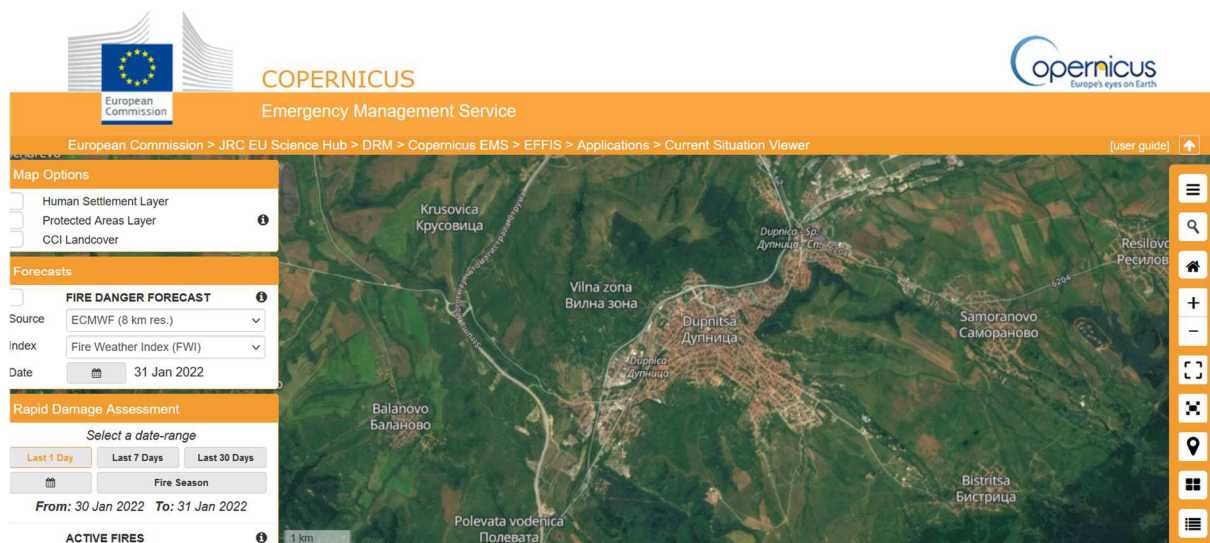 European
Commission
COPERNICUS
Emergency Management Service
opernicus
Europe's eyes on Earth
European Commission > JRC EU Science Hub > DRM > Copernicus EMS > EFFIS > Applications > Current Situation Viewer
[user guide]
Map Options
Human Settlement Layer
Protected Areas Layer
CCI Landcover
Forecasts
FIRE DANGER FORECAST
Source
ECMWF (8 km res.)
Index
Fire Weather Index (FWI)
Date
31 Jan 2022
Rapid Damage Assessment
Select a date-range
Last 1 Day
Last 7 Days
Last 30 Days
Fire Season
From: 30 Jan 2022 To: 31 Jan 2022
ACTIVE FIRES
Krusovica
Крусовица
Dupnica - Sp.
Дупница - Сп.
6204
Resilovo
Ресилово
6204
Vilna zona
Вилна зона
Dupnitsa
Дупница
Samoranovo
Самораново
Dupnica
Дупница
Balanovo
Баланово
Bistritsa
Бистрица
Polevata vodenica
Полевата
1 km